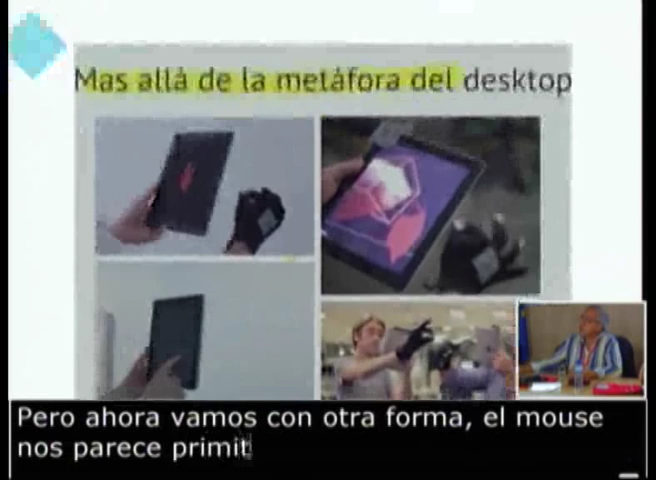 Mas allá de la metáfora del desktop
Pero ahora vamos con otra forma, el mouse
nos parece primit